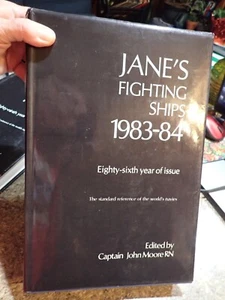 JANE'S
FIGHTING
SHIPS
1983-84
Eighty-sixth year of issue
The standard reference of the world's navies
Edited by
Captain John Moore RN